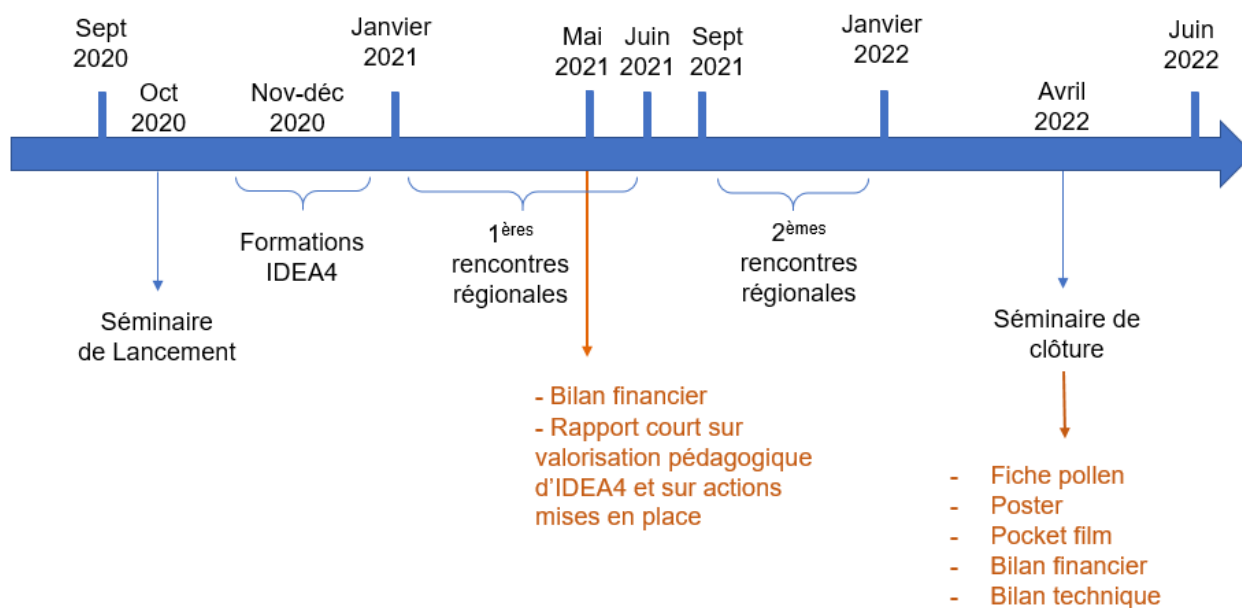 Sept
2020
Oct
2020
Nov-déc
2020
Janvier
2021
Mai
2021
Juin
2021
Sept
2021
Janvier
2022
Avril
2022
Juin
2022
Séminaire
de Lancement
Formations
IDEA4
1ères
rencontres
régionales
2èmes
rencontres
régionales
Séminaire de
clôture
- Bilan financier
- Rapport court sur
valorisation pédagogique
d'IDEA4 et sur actions
mises en place
- Fiche pollen
- Poster
- Pocket film
- Bilan financier
- Bilan technique